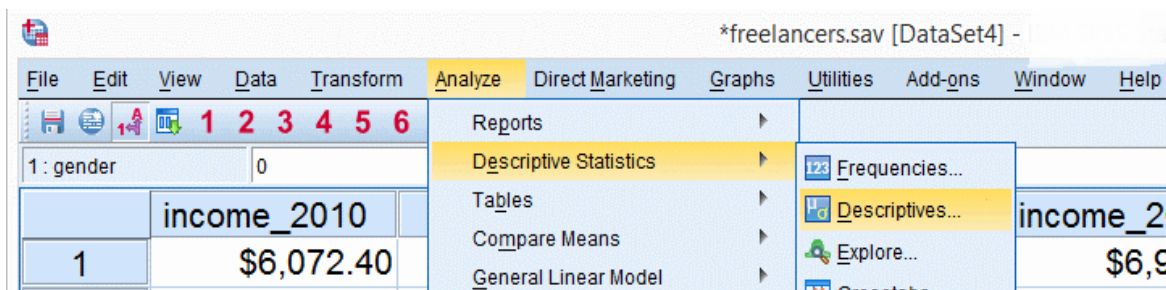 *freelancers.sav [DataSet4] -
File Edit View Data Transform Analyze Direct Marketing Graphs Utilities Add-ons Window Help
1 2 3 4 5 6
Reports
1 : gender 0
Descriptive Statistics
Frequencies...
Tables
Descriptives...
income_2010
income_2
Compare Means
Explore...
1 $6,072.40
$6,9
General Linear Model